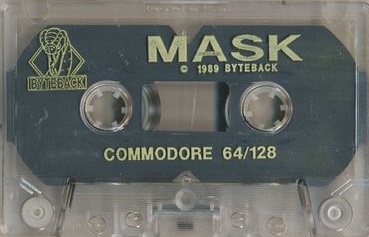 MASK
© 1989 BYTEBACK
BYTEBACK
COMMODORE 64/128